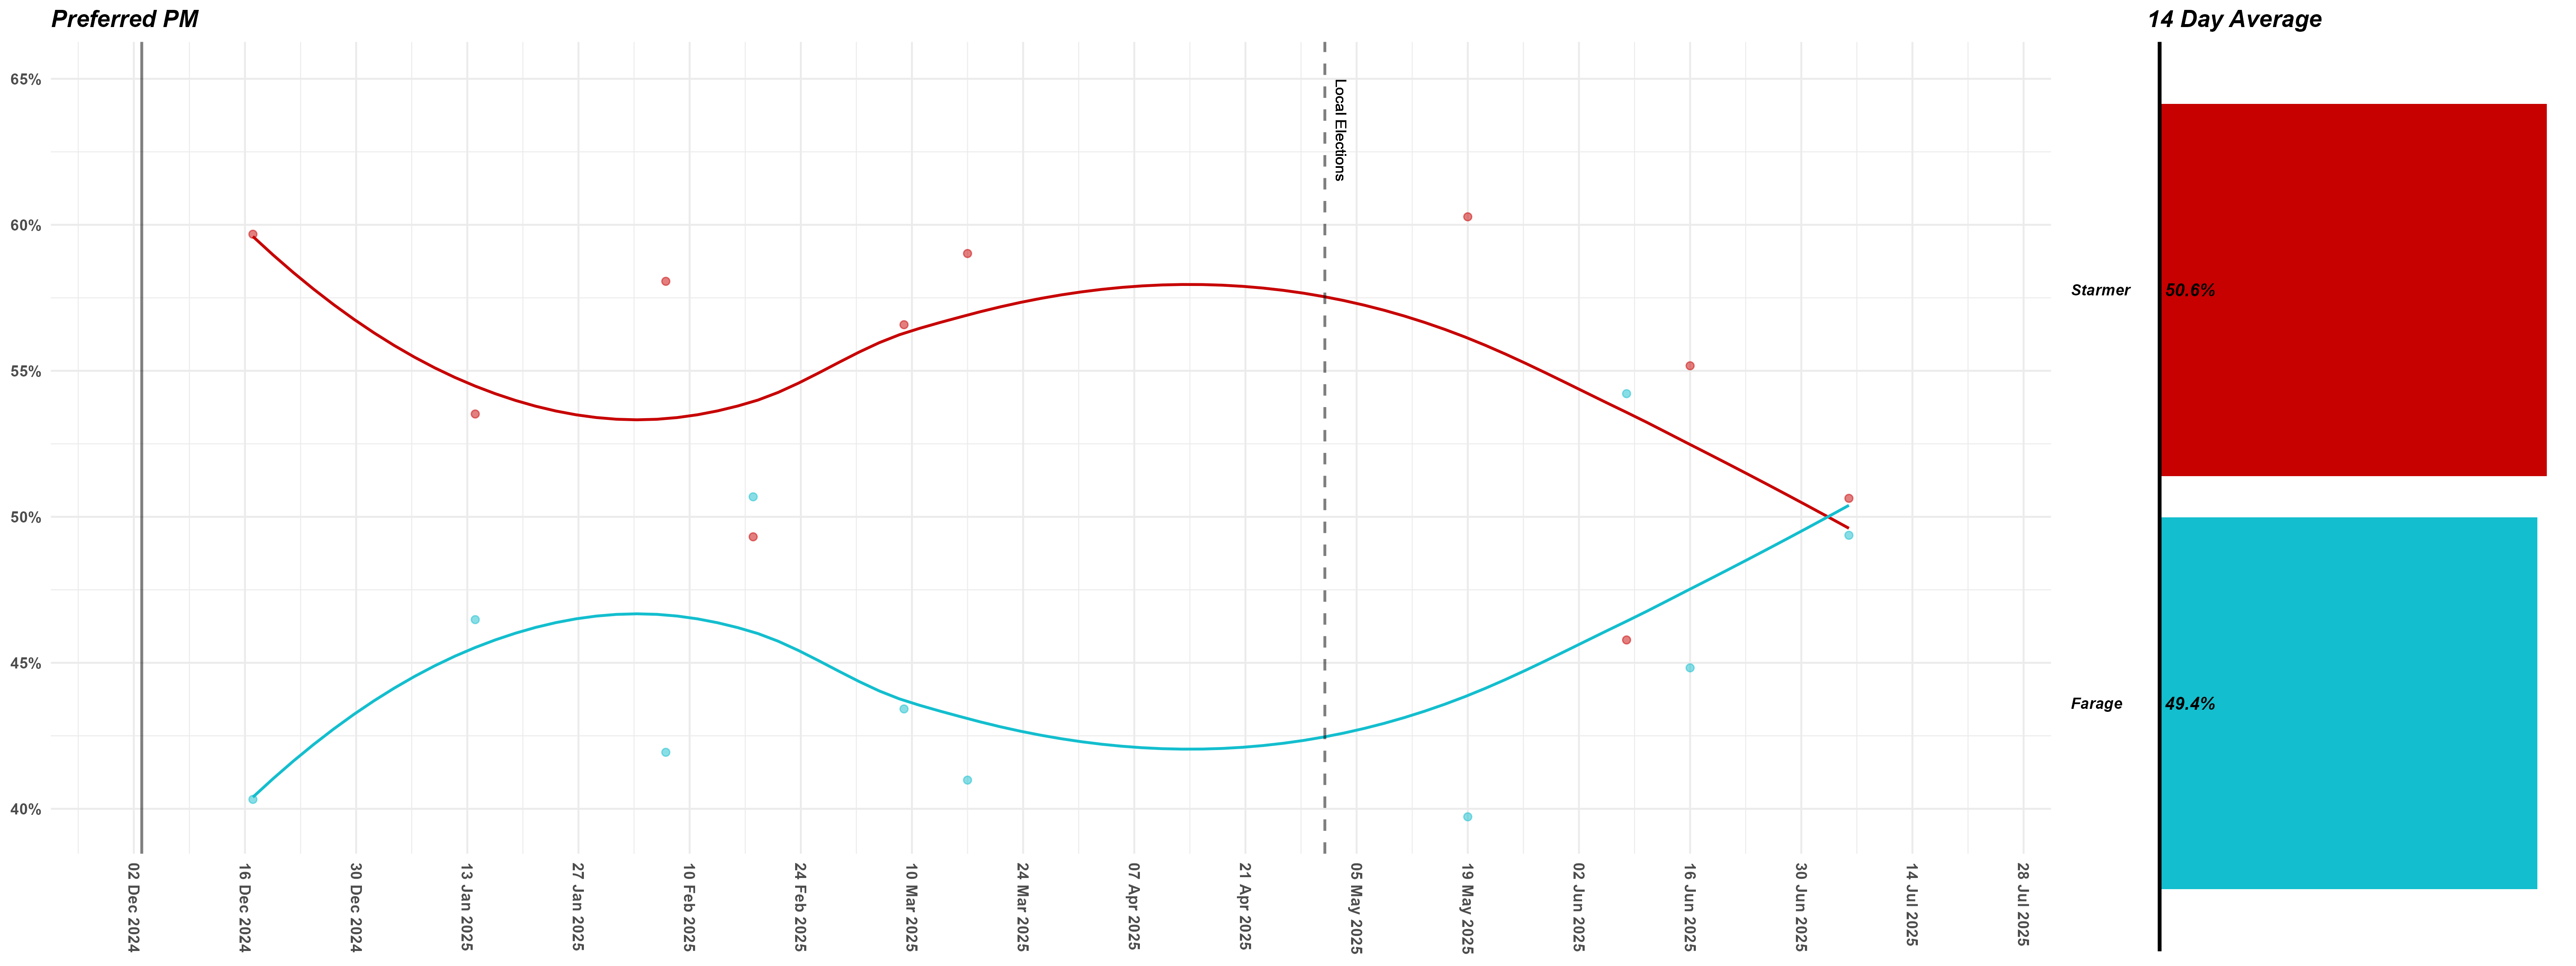 Preferred PM
14 Day Average
65%
60%
55%
50%
45%
40%
Local Elections
02 Dec 2024
16 Dec 2024
30 Dec 2024
13 Jan 2025
27 Jan 2025
10 Feb 2025
24 Feb 2025
10 Mar 2025
24 Mar 2025
07 Apr 2025
21 Apr 2025
05 May 2025
19 May 2025
02 Jun 2025
16 Jun 2025
30 Jun 2025
14 Jul 2025
28 Jul 2025
Starmer 50.6%
Farage 49.4%